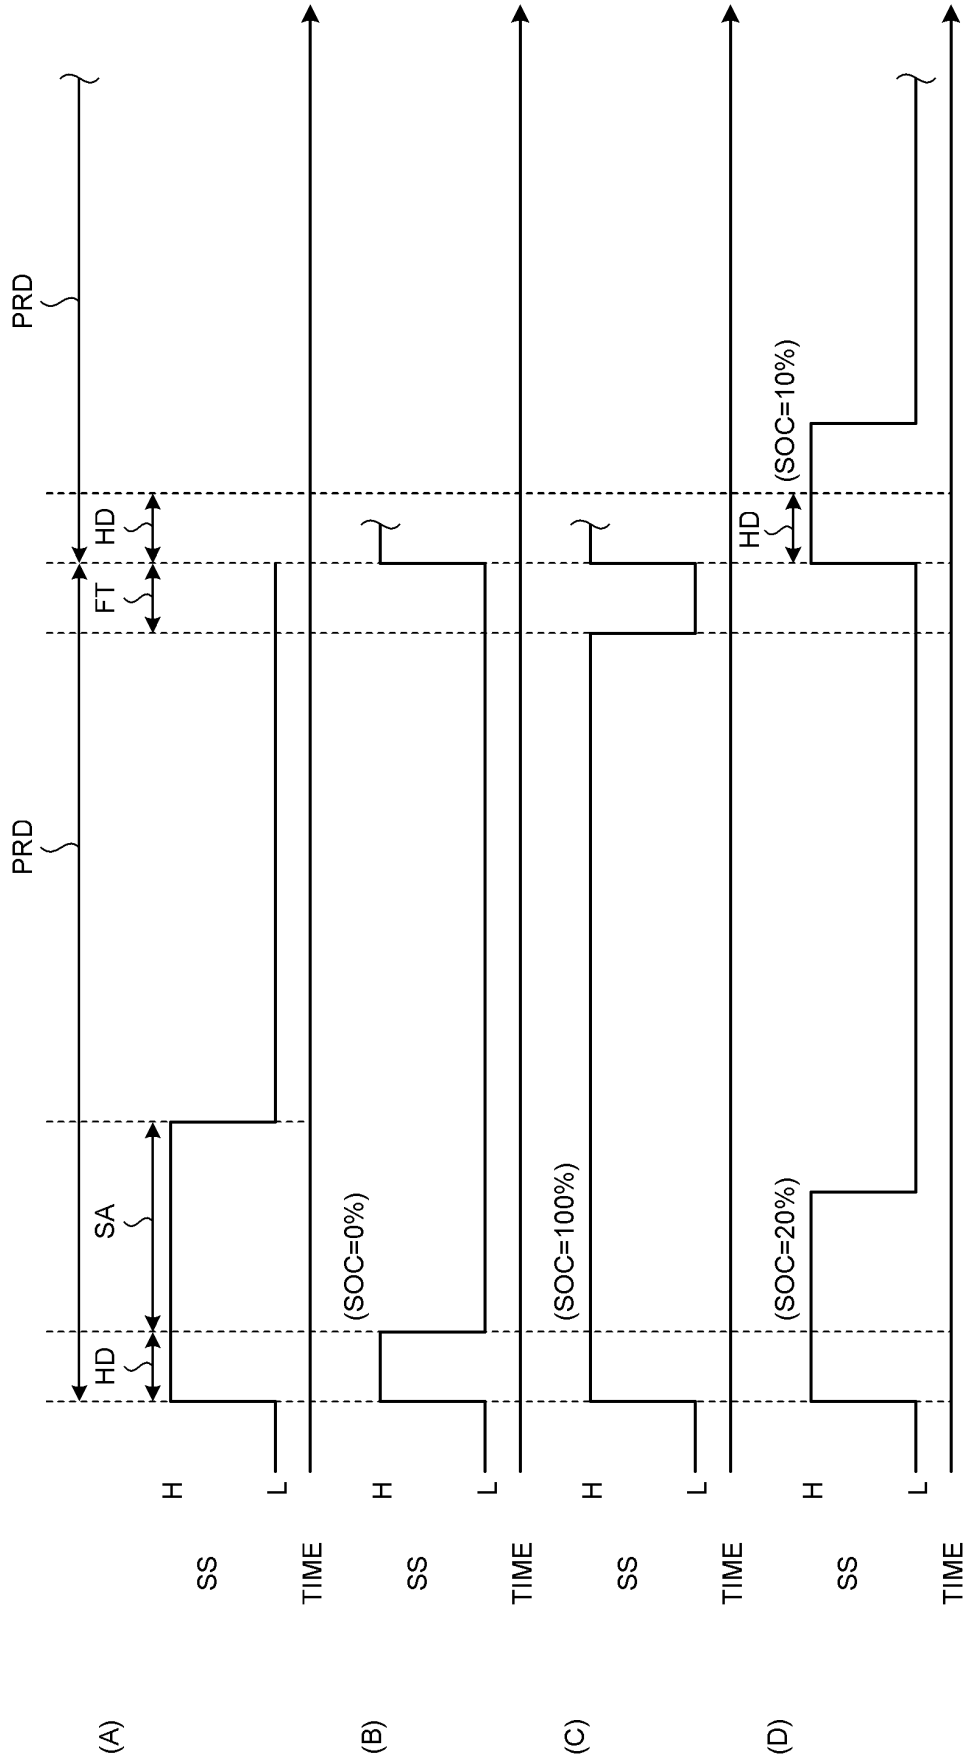 PRD
PRD
HD
SA
FT
HD
(A)
SS
H
L
TIME
(SOC=0%)
(B)
SS
H
L
TIME
(SOC=100%)
(C)
SS
H
L
TIME
HD
(SOC=20%)
(SOC=10%)
(D)
SS
H
L
TIME